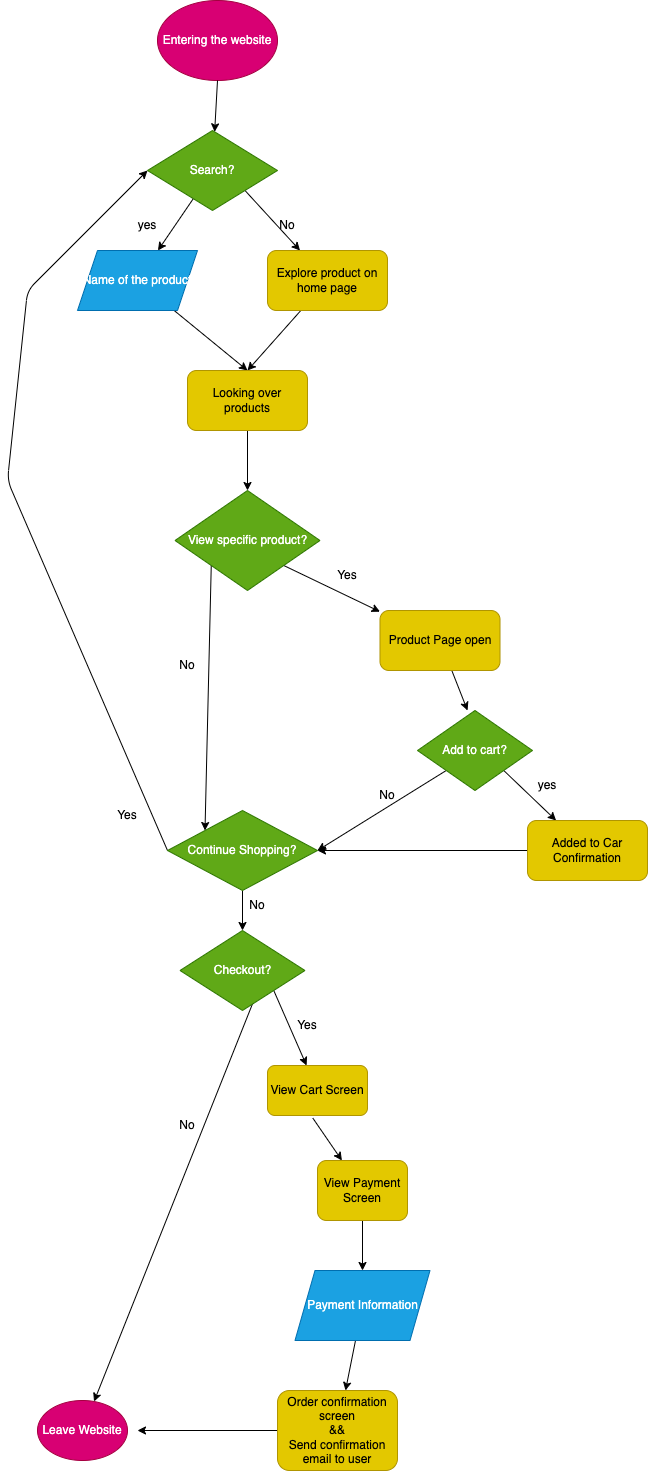 Entering the website
Search?
yes
No
Name of the product
Explore product on
home page
Looking over
products
View specific product?
Yes
No
Product Page open
Add to cart?
No
yes
Yes
Continue Shopping?
Added to Car
Confirmation
No
Checkout?
Yes
View Cart Screen
No
View Payment
Screen
Payment Information
Order confirmation
screen
&&
Send confirmation
email to user
Leave Website